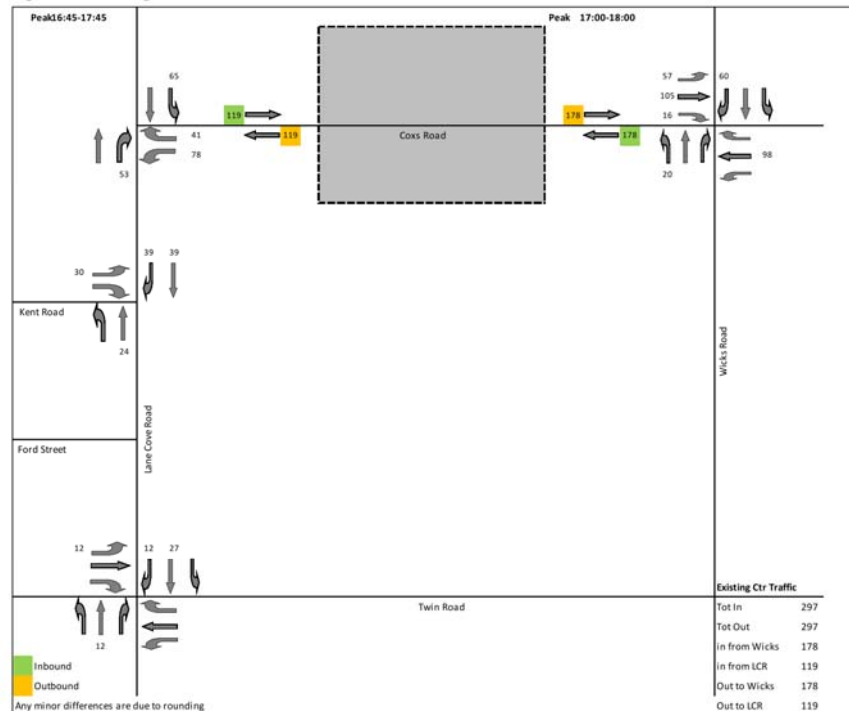 Peak16:45-17:45 Peak 17:00-18:00
65 57 60
119 178 105
16
41 119 Coxs Road 178 98
78
53 20
39 39
30
Kent Road
24
Lane Cove Road
Wicks Road
Ford Street
12 12 27
Existing Ctr Traffic
Twin Road Tot In 297
Tot Out 297
12
in from Wicks 178
Inbound in from LCR 119
Outbound Out to Wicks 178
Any minor differences are due to rounding Out to LCR 119